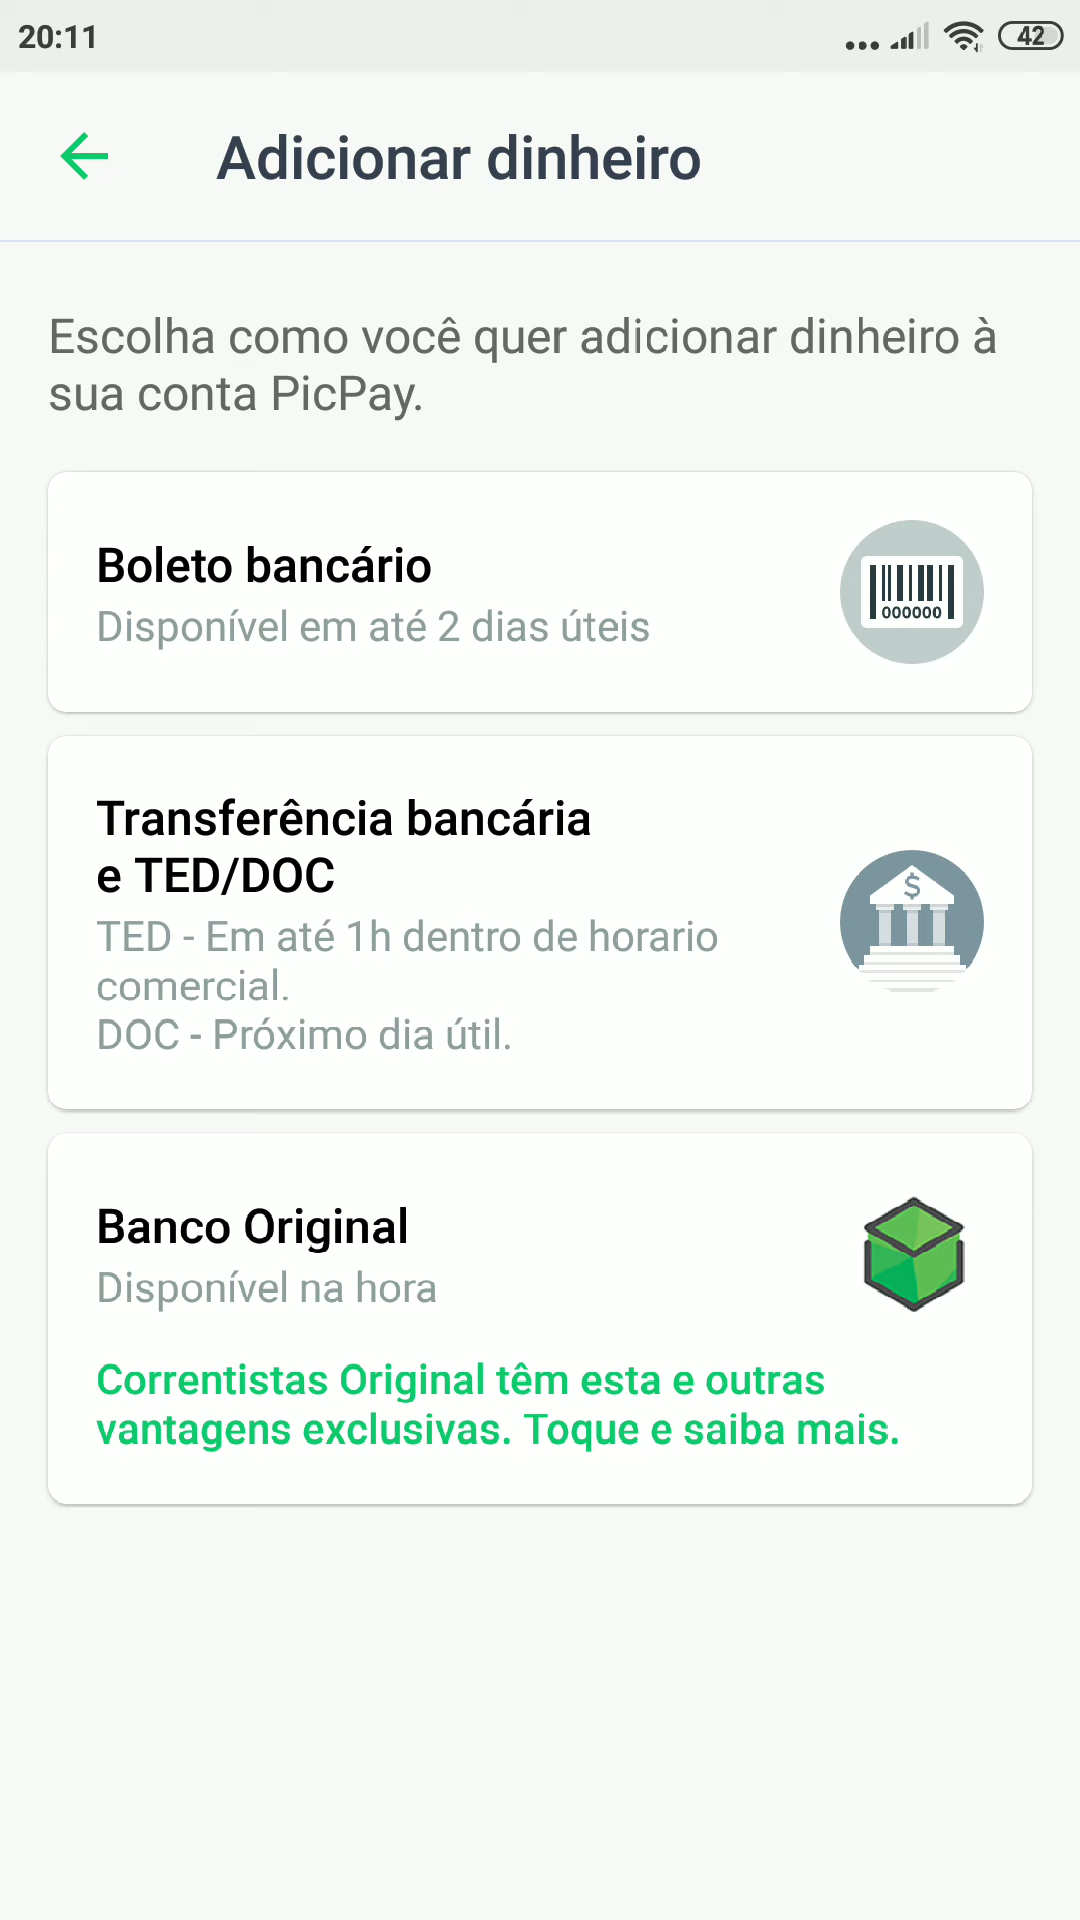 20:11
42
Adicionar dinheiro
Escolha como você quer adicionar dinheiro à
sua conta PicPay.
Boleto bancário
Disponível em até 2 dias úteis
000000
Transferência bancária
e TED/DOC
$
TED - Em até 1h dentro de horario
comercial.
DOC - Próximo dia útil.
Banco Original
Disponível na hora
Correntistas Original têm esta e outras
vantagens exclusivas. Toque e saiba mais.